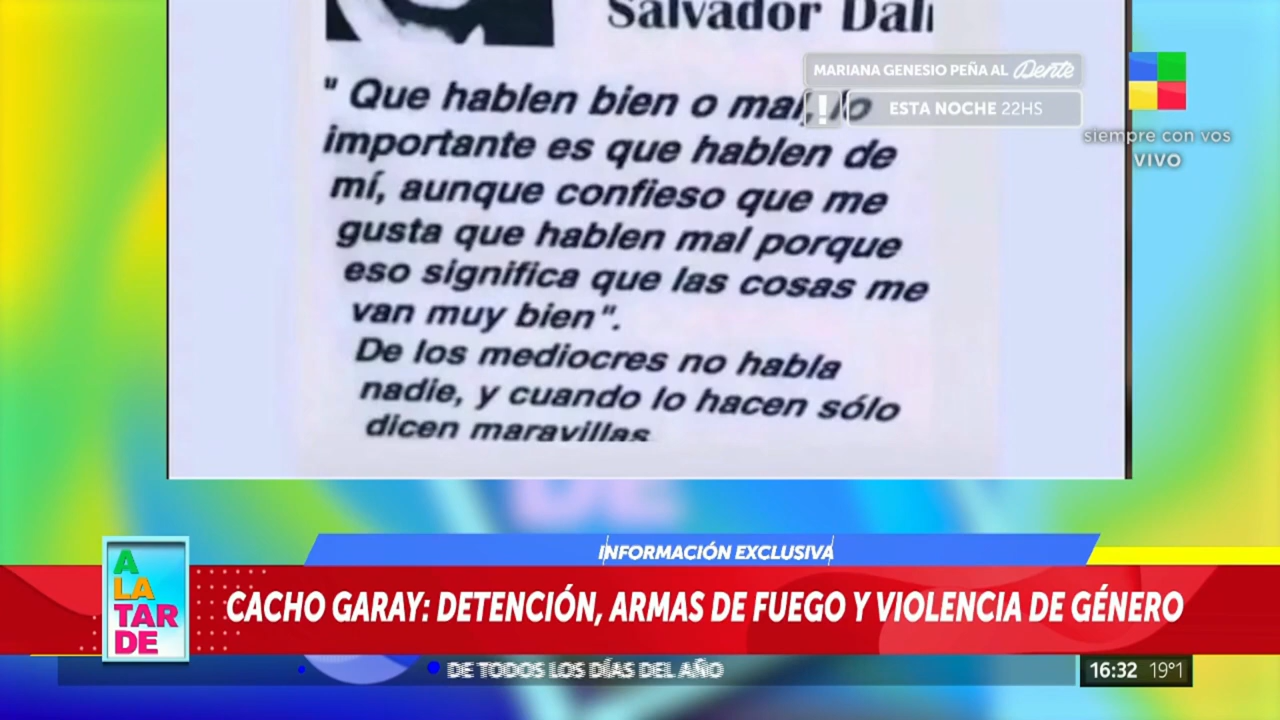 Salvador Dalí
MARIANA GENESIO PEÑA AL Dente
! ESTA NOCHE 22HS
siempre con vos
VIVO
" Que hablen bien o mal, lo
importante es que hablen de
mí, aunque confieso que me
gusta que hablen mal porque
eso significa que las cosas me
van muy bien".
De los mediocres no habla
nadie, y cuando lo hacen sólo
dicen maravillas
INFORMACIÓN EXCLUSIVA
A
LA
TAR
DE
CACHO GARAY: DETENCIÓN, ARMAS DE FUEGO Y VIOLENCIA DE GÉNERO
DE TODOS LOS DÍAS DEL AÑO
16:32 19°1